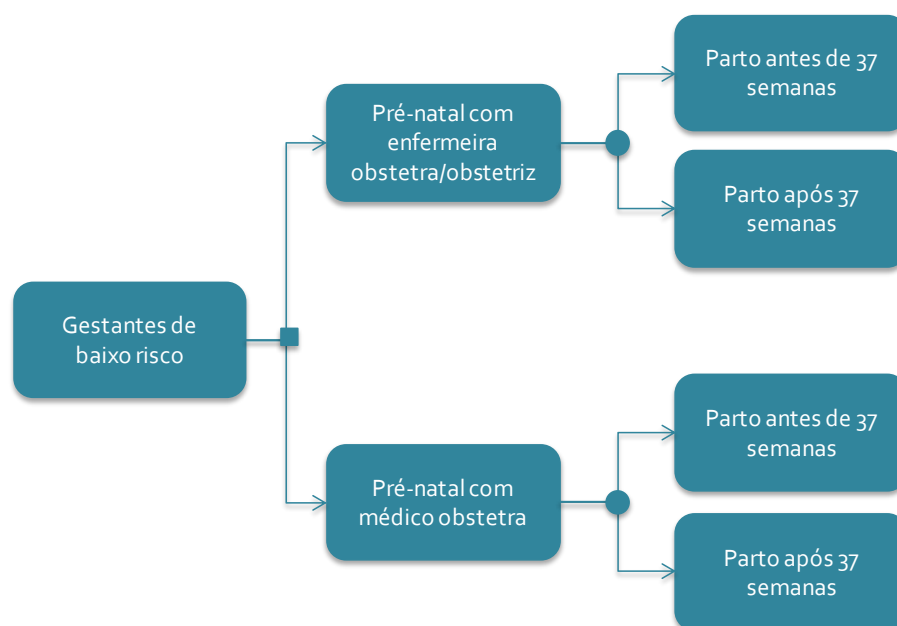 Gestantes de
baixo risco
Pré-natal com
enfermeira
obstetra/obstetriz
Parto antes de 37
semanas
Parto após 37
semanas
Pré-natal com
médico obstetra
Parto antes de 37
semanas
Parto após 37
semanas